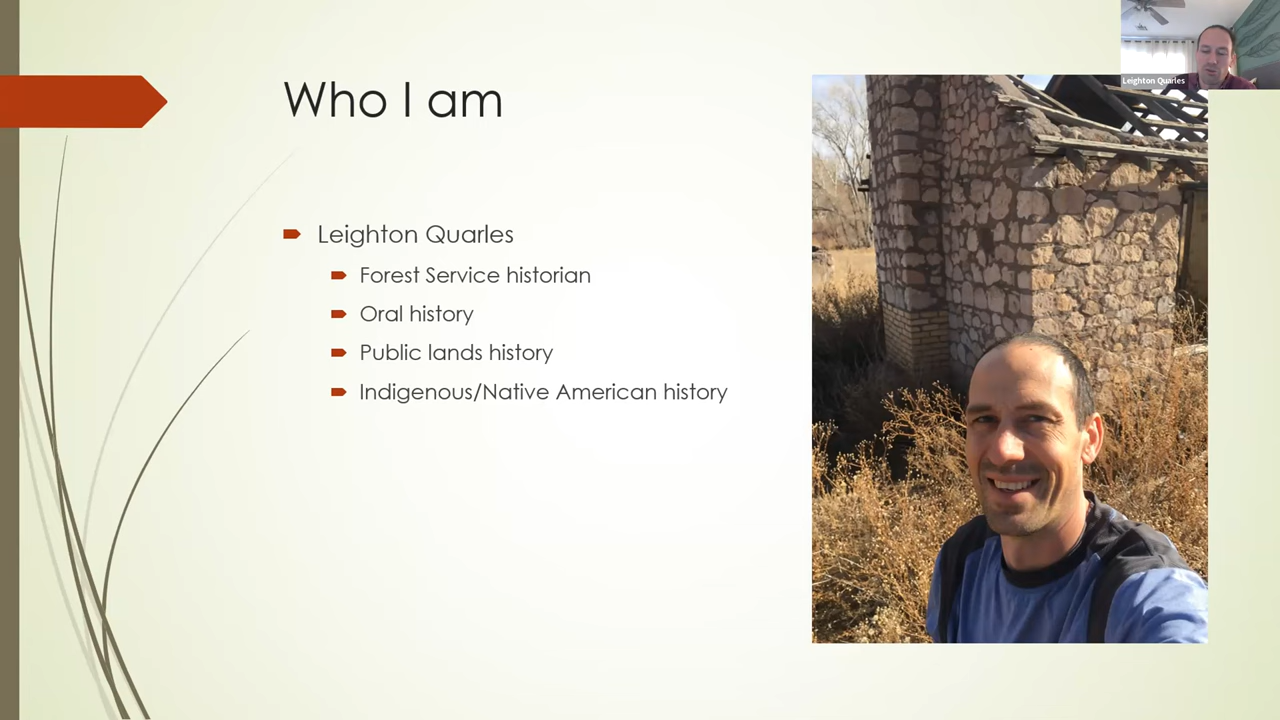 Who I am
Leighton Quarles
Forest Service historian
Oral history
Public lands history
Indigenous/Native American history
Leighton Quarles